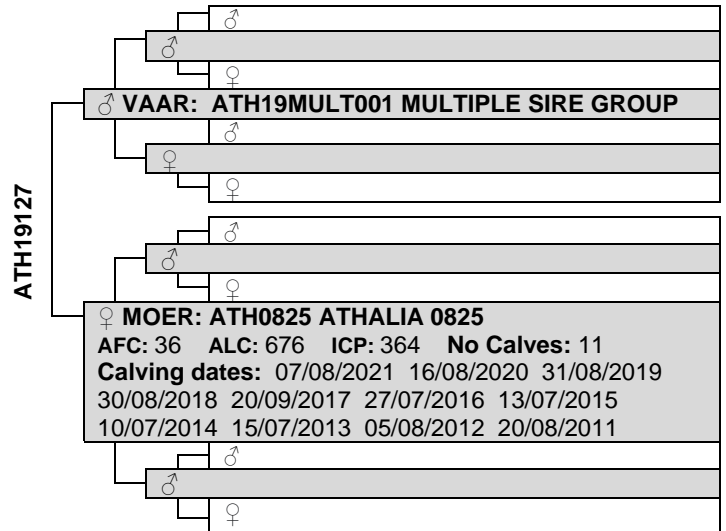 ♂
♂
♀
♂ VAAR: ATH19MULT001 MULTIPLE SIRE GROUP
♂
♀
♀
ATH19127
♂
♂
♀
♀ MOER: ATH0825 ATHALIA 0825
AFC: 36 ALC: 676 ICP: 364 No Calves: 11
Calving dates: 07/08/2021 16/08/2020 31/08/2019
30/08/2018 20/09/2017 27/07/2016 13/07/2015
10/07/2014 15/07/2013 05/08/2012 20/08/2011
♂
♂
♀